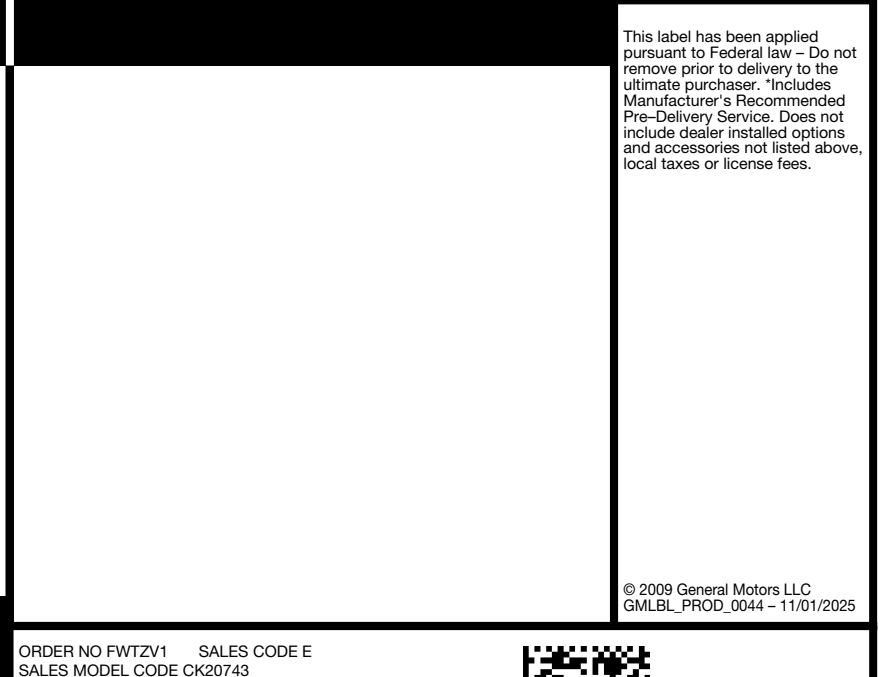 This label has been applied
pursuant to Federal law – Do not
remove prior to delivery to the
ultimate purchaser. *Includes
Manufacturer's Recommended
Pre–Delivery Service. Does not
include dealer installed options
and accessories not listed above,
local taxes or license fees.
© 2009 General Motors LLC
GMLBL_PROD_0044 – 11/01/2025
ORDER NO FWTZV1 SALES CODE E
SALES MODEL CODE CK20743